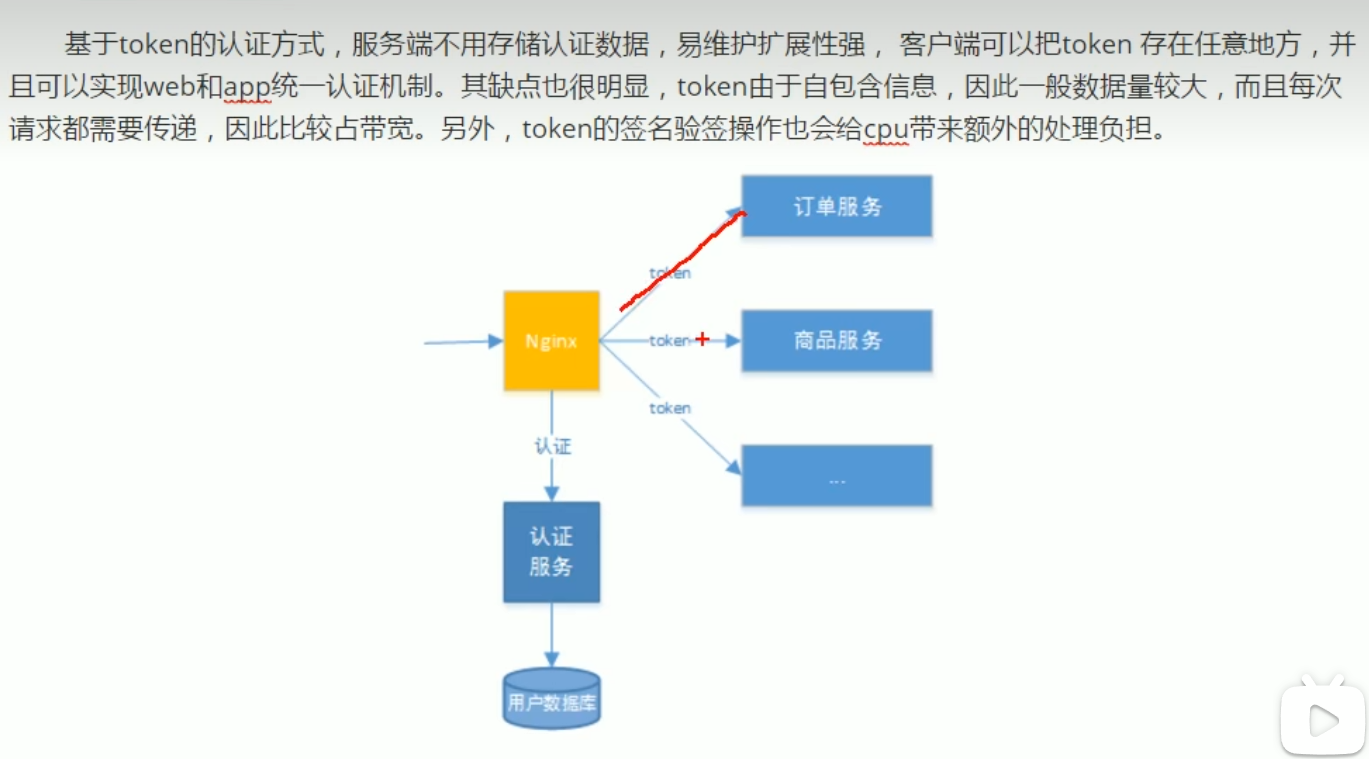 基于token的认证方式，服务端不用存储认证数据，易维护扩展性强， 客户端可以把token 存在任意地方，并
且可以实现web和app统一认证机制。其缺点也很明显，token由于自包含信息，因此一般数据量较大，而且每次
请求都需要传递，因此比较占带宽。另外，token的签名验签操作也会给cpu带来额外的处理负担。
订单服务
token
Nginx
token
商品服务
token
认证
...
认证
服务
用户数据库